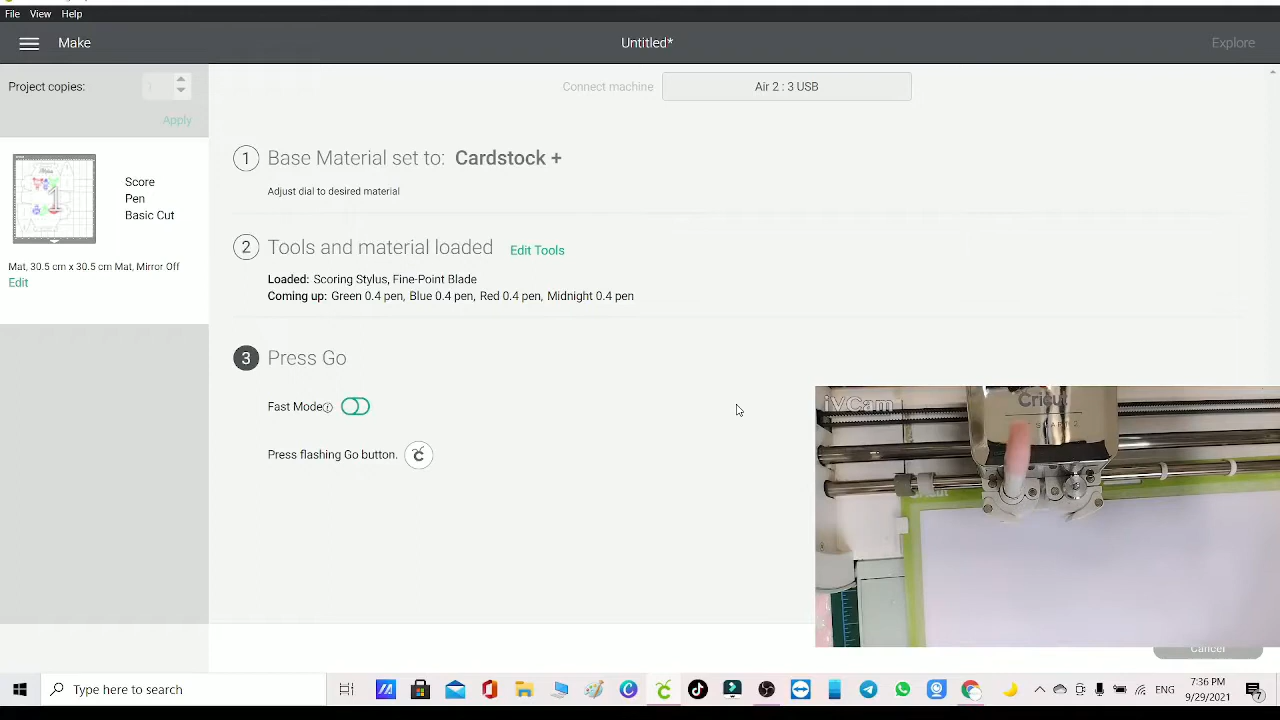 File View Help
Make
Untitled*
Explore
Project copies:
Apply
Connect machine
Air 2 : 3 USB
Score
Pen
Basic Cut
Mat, 30.5 cm x 30.5 cm Mat, Mirror Off
Edit
1 Base Material set to: Cardstock +
Adjust dial to desired material
2 Tools and material loaded Edit Tools
Loaded: Scoring Stylus, Fine-Point Blade
Coming up: Green 0.4 pen, Blue 0.4 pen, Red 0.4 pen, Midnight 0.4 pen
3 Press Go
Fast Mode
Press flashing Go button.
iVCam
Cricut
Cancel
Type here to search
ENG
7:36 PM
9/29/2021